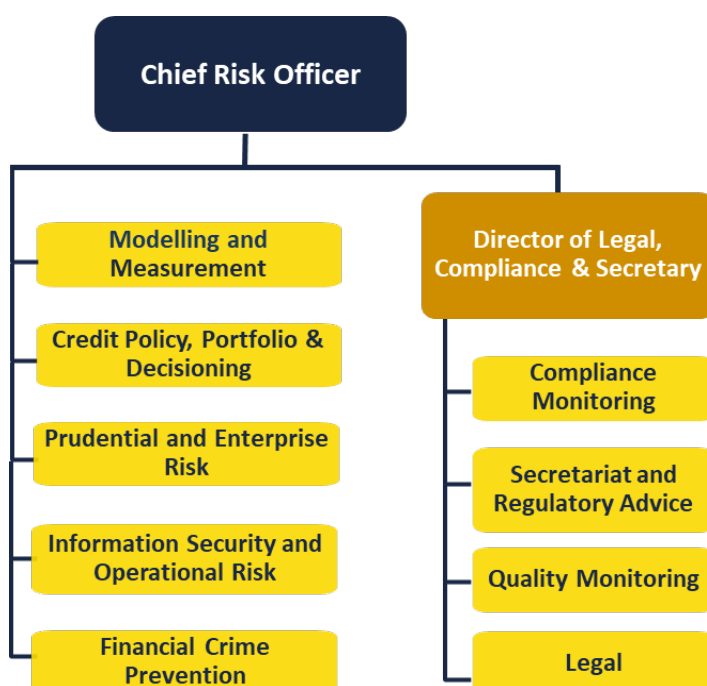 Chief Risk Officer
Modelling and
Measurement
Credit Policy, Portfolio &
Decisioning
Prudential and Enterprise
Risk
Information Security and
Operational Risk
Financial Crime
Prevention
Director of Legal,
Compliance & Secretary
Compliance
Monitoring
Secretariat and
Regulatory Advice
Quality Monitoring
Legal